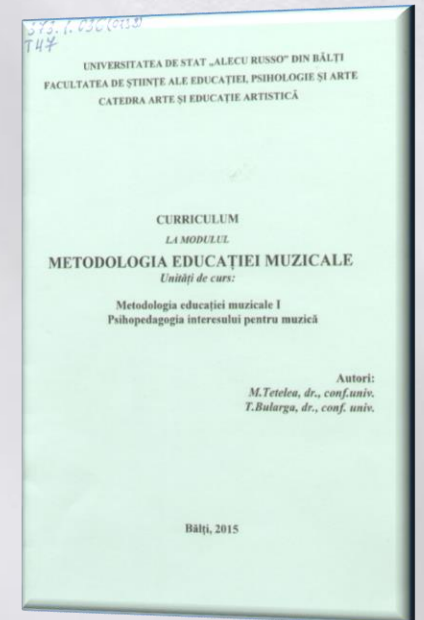 T47
UNIVERSITATEA DE STAT „ALECU RUSSO” DIN BĂLȚI
FACULTATEA DE ȘTIINȚE ALE EDUCAȚIEI, PSIHOLOGIE ȘI ARTE
CATEDRA ARTE ȘI EDUCAȚIE ARTISTICĂ
CURRICULUM
LA MODULUL
METODOLOGIA EDUCAȚIEI MUZICALE
Unități de curs:
Metodologia educației muzicale I
Psihopedagogia interesului pentru muzică
Autori:
M.Tetelea, dr., conf.univ.
T.Bularga, dr., conf. univ.
Bălți, 2015